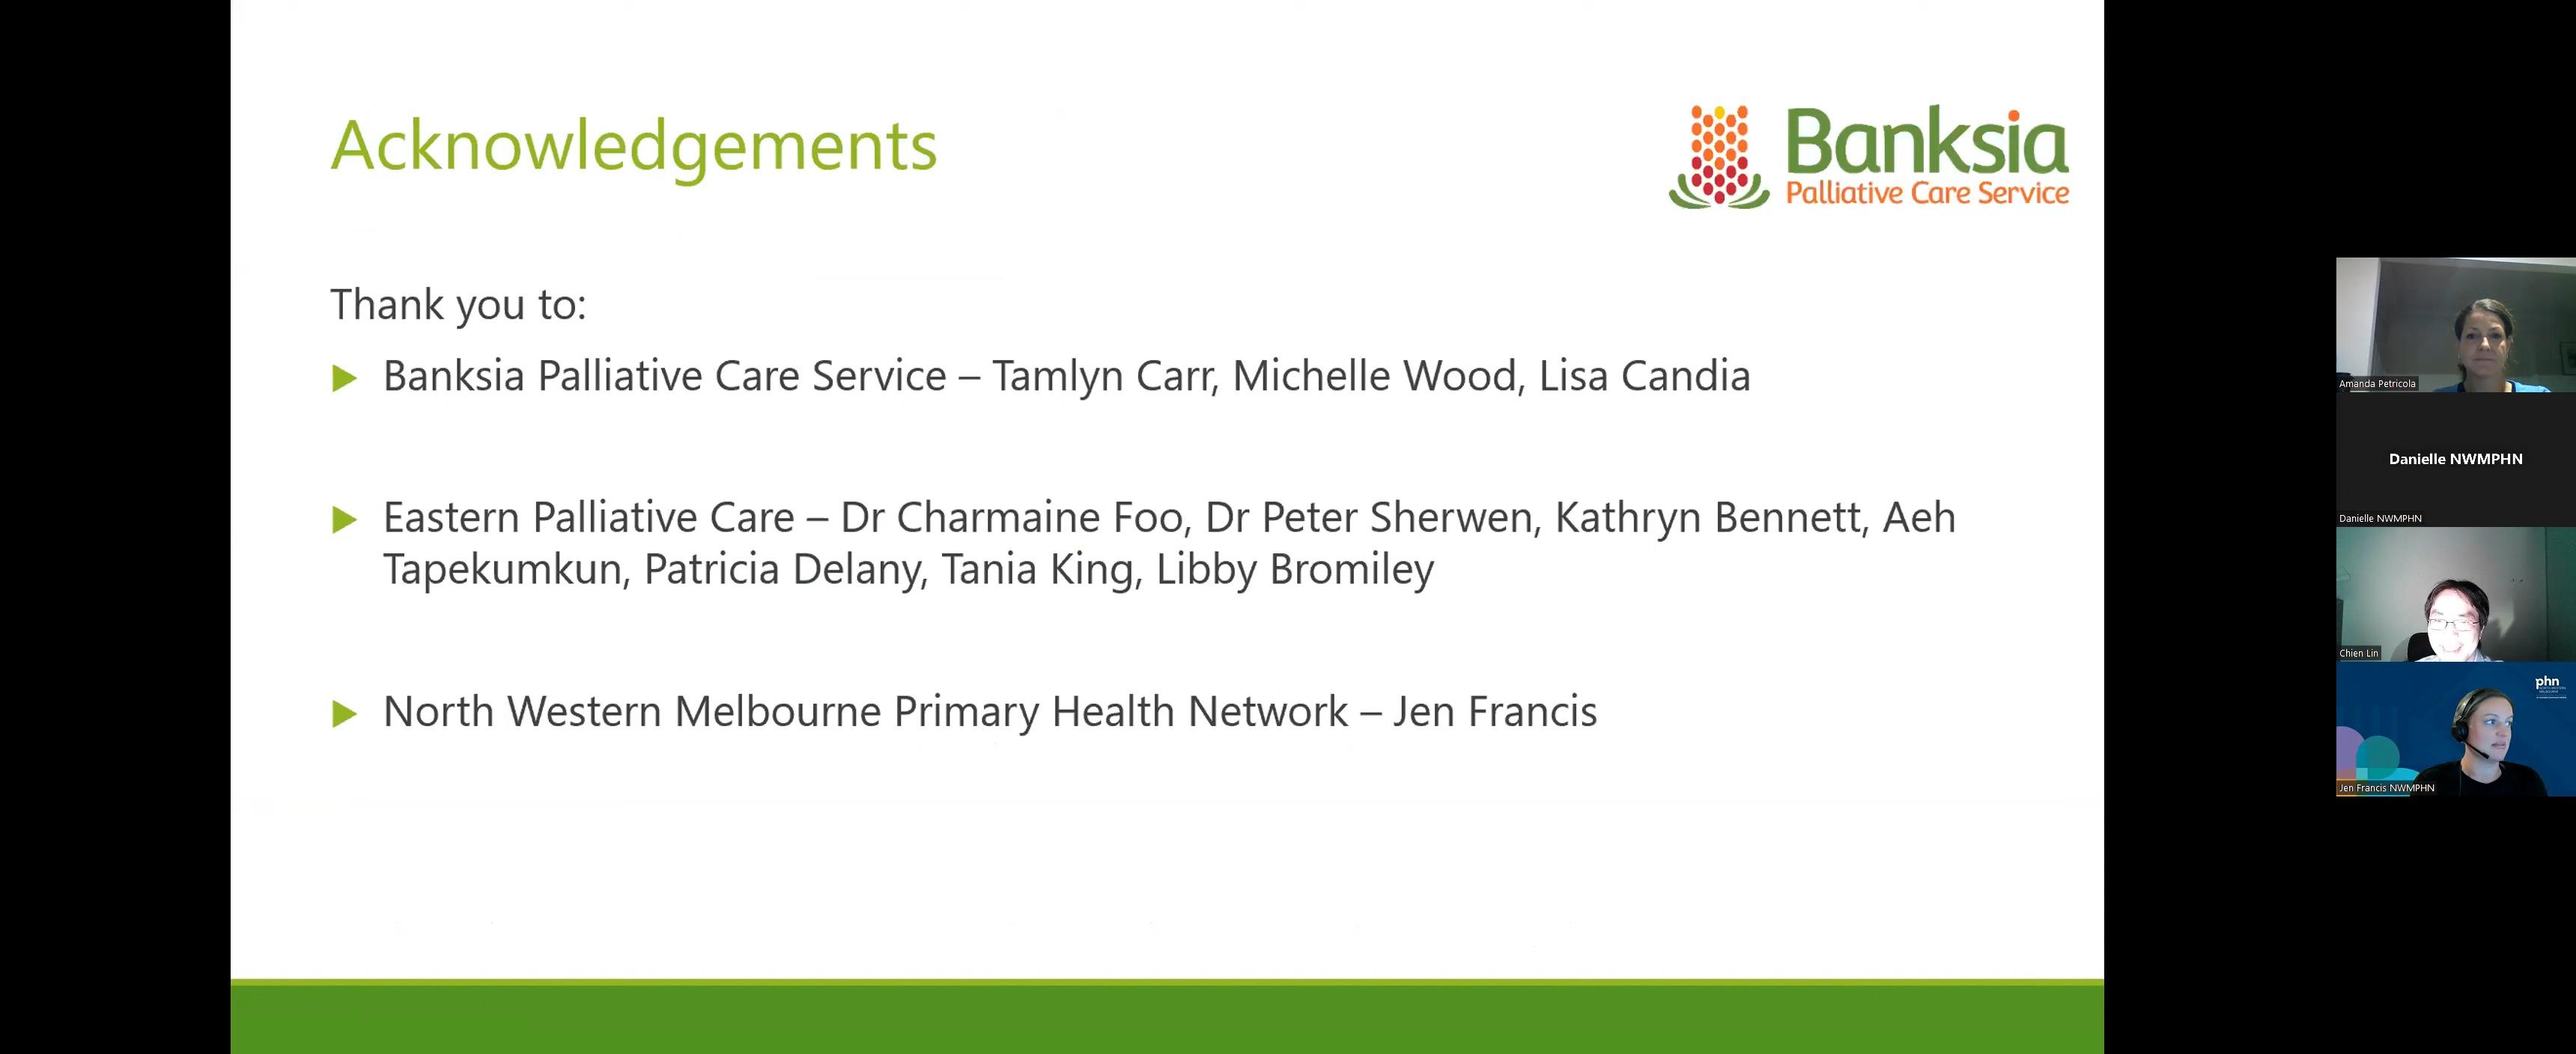 Acknowledgements
Banksia
Palliative Care Service
Thank you to:
Banksia Palliative Care Service – Tamlyn Carr, Michelle Wood, Lisa Candia
Eastern Palliative Care – Dr Charmaine Foo, Dr Peter Sherwen, Kathryn Bennett, Aeh
Tapekumkun, Patricia Delany, Tania King, Libby Bromiley
North Western Melbourne Primary Health Network – Jen Francis
Amanda Petricola
Danielle NWMPHN
Danielle NWMPHN
Chien Lin
phn
Jen Francis NWMPHN